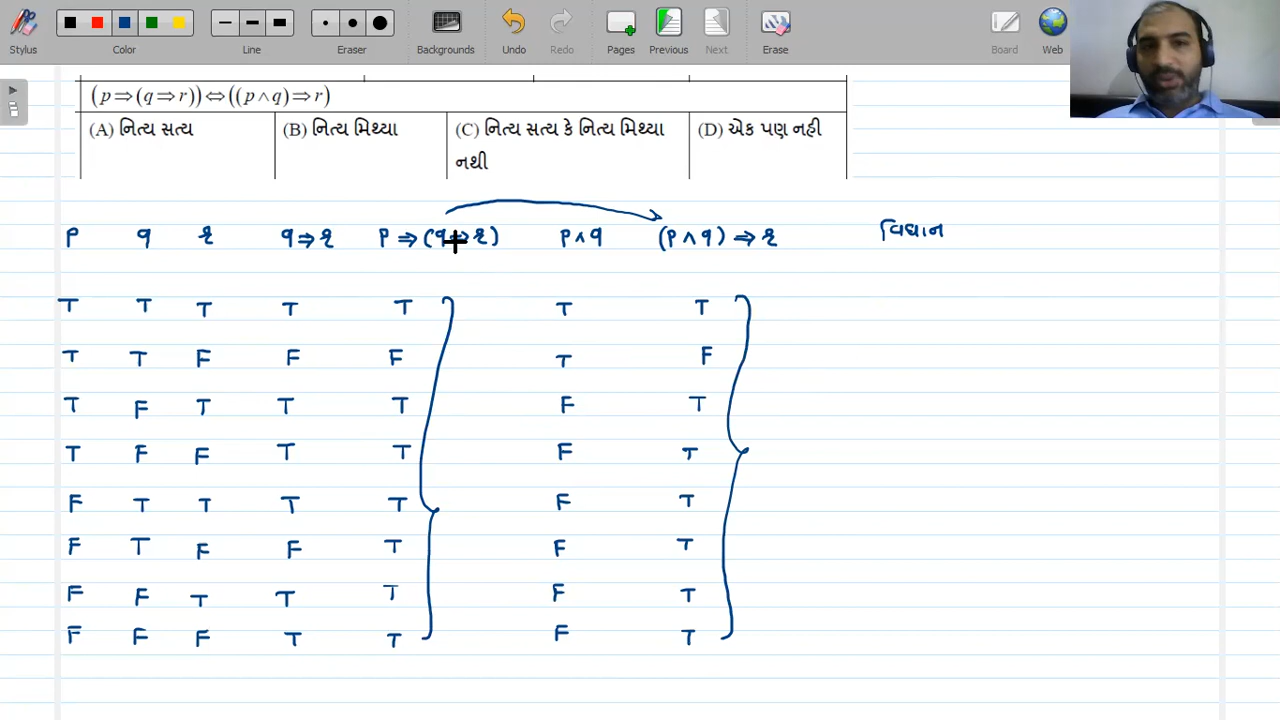 Stylus Color Line Eraser Backgrounds Undo Redo Pages Previous Next Erase Board Web
(p⇒(q⇒r))⇔((p∧q)⇒r)
(A) નિત્ય સત્ય (B) નિત્ય મિથ્યા (C) નિત્ય સત્ય કે નિત્ય મિથ્યા (D) એક પણ નહી
નથી
p q r q⇒r p⇒(q⇒r) p∧q (p∧q)⇒r વિધાન
T T T T T T T
T T F F F T F
T F T T T F T
T F F T T F T
F T T T T F T
F T F F T F T
F F T T T F T
F F F T T F T